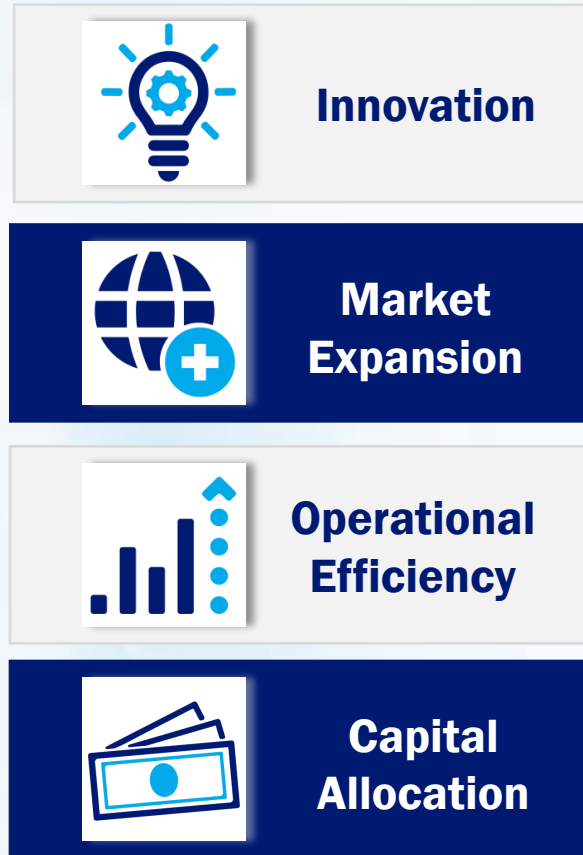 Innovation
Market
Expansion
Operational
Efficiency
Capital
Allocation